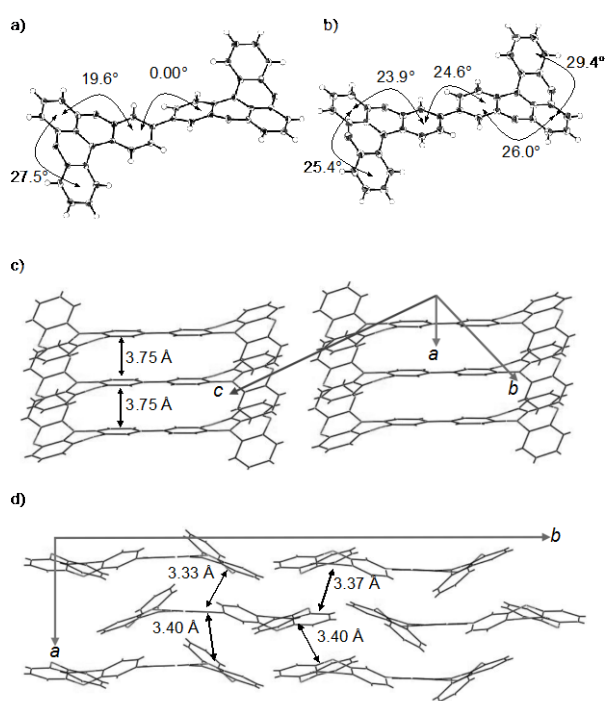 a)
b)
19.6°
0.00°
27.5°
23.9°
24.6°
29.4°
25.4°
26.0°
c)
3.75 Å
3.75 Å
c
a
b
d)
b
3.33 Å
3.37 Å
3.40 Å
3.40 Å
a